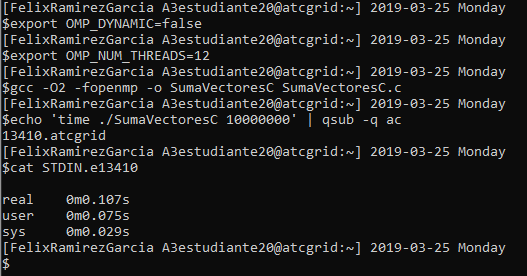 [FelixRamirezGarcia A3estudiante20@atcgrid:~] 2019-03-25 Monday
$export OMP_DYNAMIC=false
[FelixRamirezGarcia A3estudiante20@atcgrid:~] 2019-03-25 Monday
$export OMP_NUM_THREADS=12
[FelixRamirezGarcia A3estudiante20@atcgrid:~] 2019-03-25 Monday
$gcc -O2 -fopenmp -o SumaVectoresC SumaVectoresC.c
[FelixRamirezGarcia A3estudiante20@atcgrid:~] 2019-03-25 Monday
$echo 'time ./SumaVectoresC 10000000' | qsub -q ac
13410.atcgrid
[FelixRamirezGarcia A3estudiante20@atcgrid:~] 2019-03-25 Monday
$cat STDIN.e13410
real 0m0.107s
user 0m0.075s
sys 0m0.029s
[FelixRamirezGarcia A3estudiante20@atcgrid:~] 2019-03-25 Monday
$